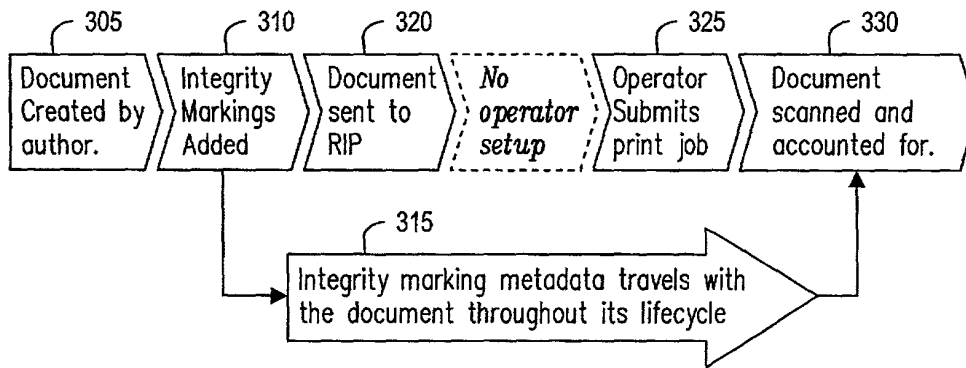 305
310
320
325
330
Document
Created by
author.
Integrity
Markings
Added
Document
sent to
RIP
No
operator
setup
Operator
Submits
print job
Document
scanned and
accounted for.
315
Integrity marking metadata travels with
the document throughout its lifecycle